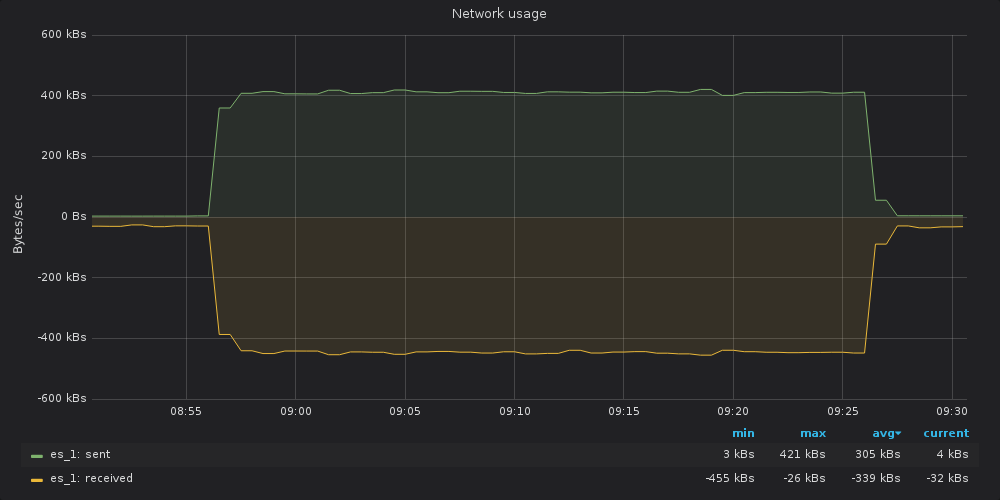 Network usage
600 kBs
400 kBs
200 kBs
0 Bs
-200 kBs
-400 kBs
-600 kBs
Bytes/sec
08:55 09:00 09:05 09:10 09:15 09:20 09:25 09:30
min max avg current
es_1: sent 3 kBs 421 kBs 305 kBs 4 kBs
es_1: received -455 kBs -26 kBs -339 kBs -32 kBs